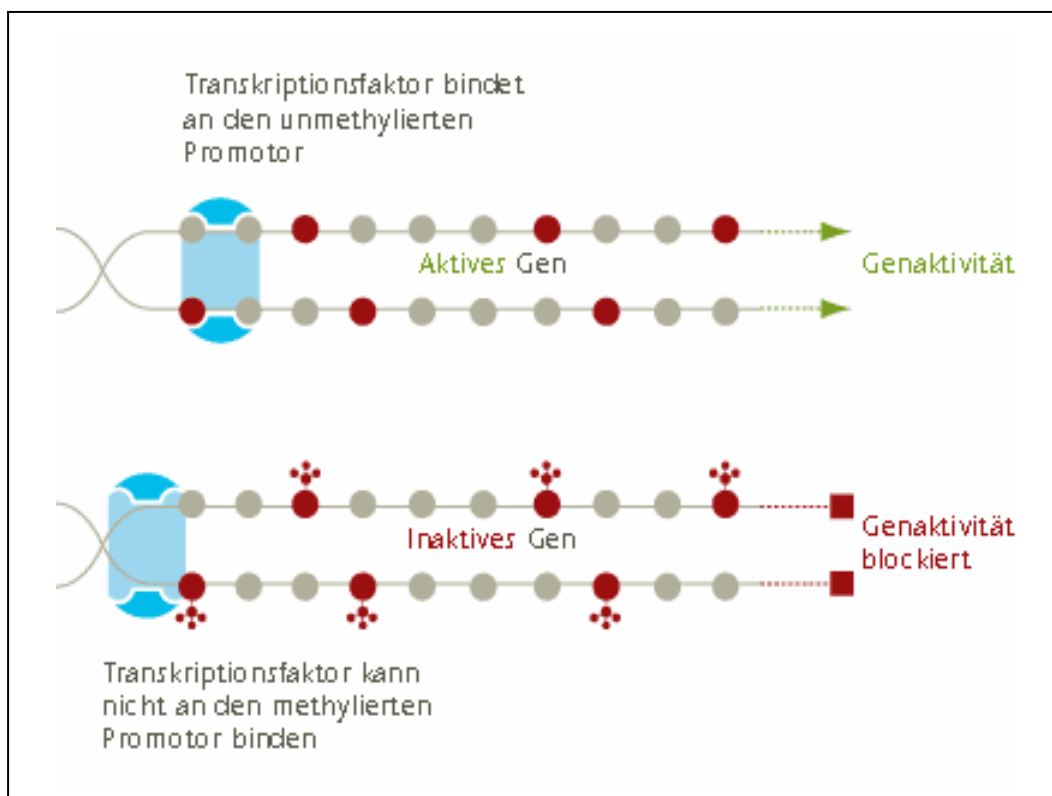 Transkriptionsfaktor bindet
an den unmethylierten
Promotor
Aktives Gen
Genaktivität
Inaktives Gen
Genaktivität
blockiert
Transkriptionsfaktor kann
nicht an den methylierten
Promotor binden